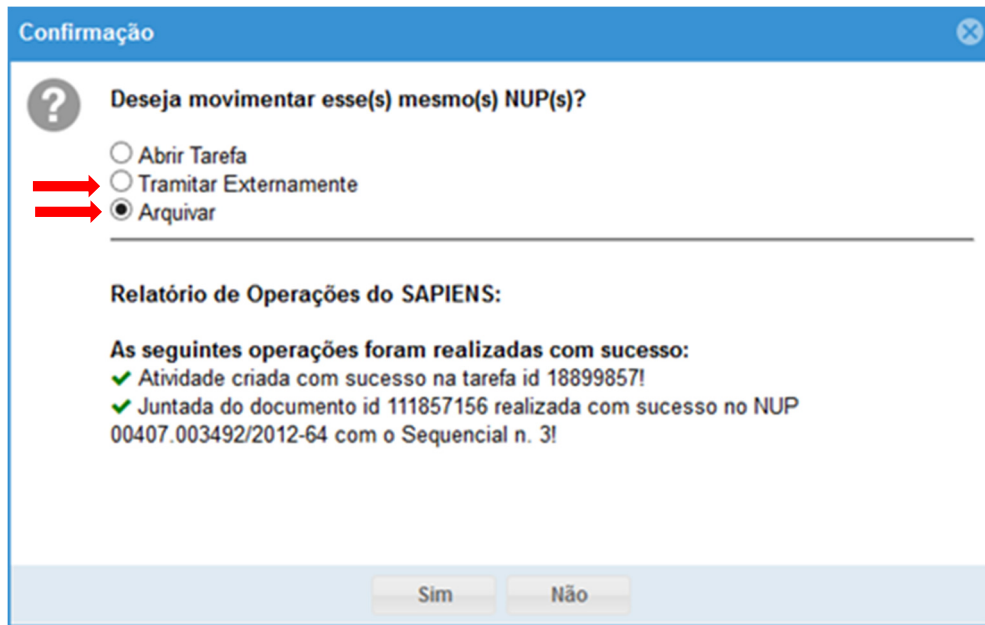 Confirmação
Deseja movimentar esse(s) mesmo(s) NUP(s)?
Abrir Tarefa
Tramitar Externamente
Arquivar
Relatório de Operações do SAPIENS:
As seguintes operações foram realizadas com sucesso:
Atividade criada com sucesso na tarefa id 18899857!
Juntada do documento id 111857156 realizada com sucesso no NUP
00407.003492/2012-64 com o Sequencial n. 3!
Sim Não